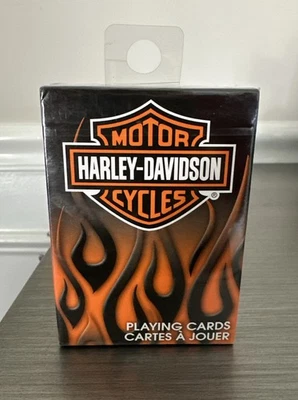 MOTOR
HARLEY-DAVIDSON
CYCLES
®
PLAYING CARDS
CARTES À JOUER